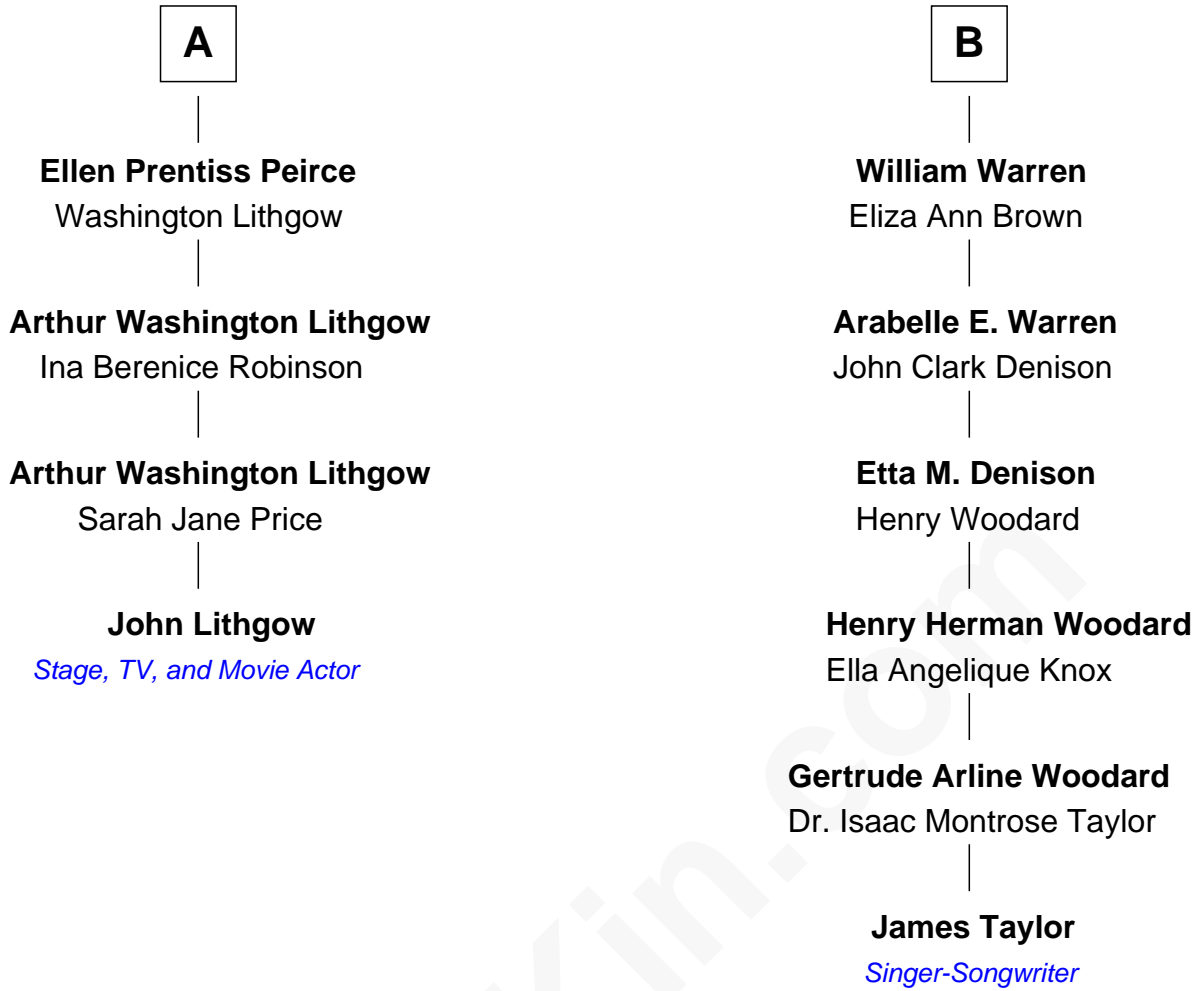 A
Ellen Prentiss Peirce
Washington Lithgow
Arthur Washington Lithgow
Ina Berenice Robinson
Arthur Washington Lithgow
Sarah Jane Price
John Lithgow
Stage, TV, and Movie Actor
B
William Warren
Eliza Ann Brown
Arabelle E. Warren
John Clark Denison
Etta M. Denison
Henry Woodard
Henry Herman Woodard
Ella Angelique Knox
Gertrude Arline Woodard
Dr. Isaac Montrose Taylor
James Taylor
Singer-Songwriter
Kin.com